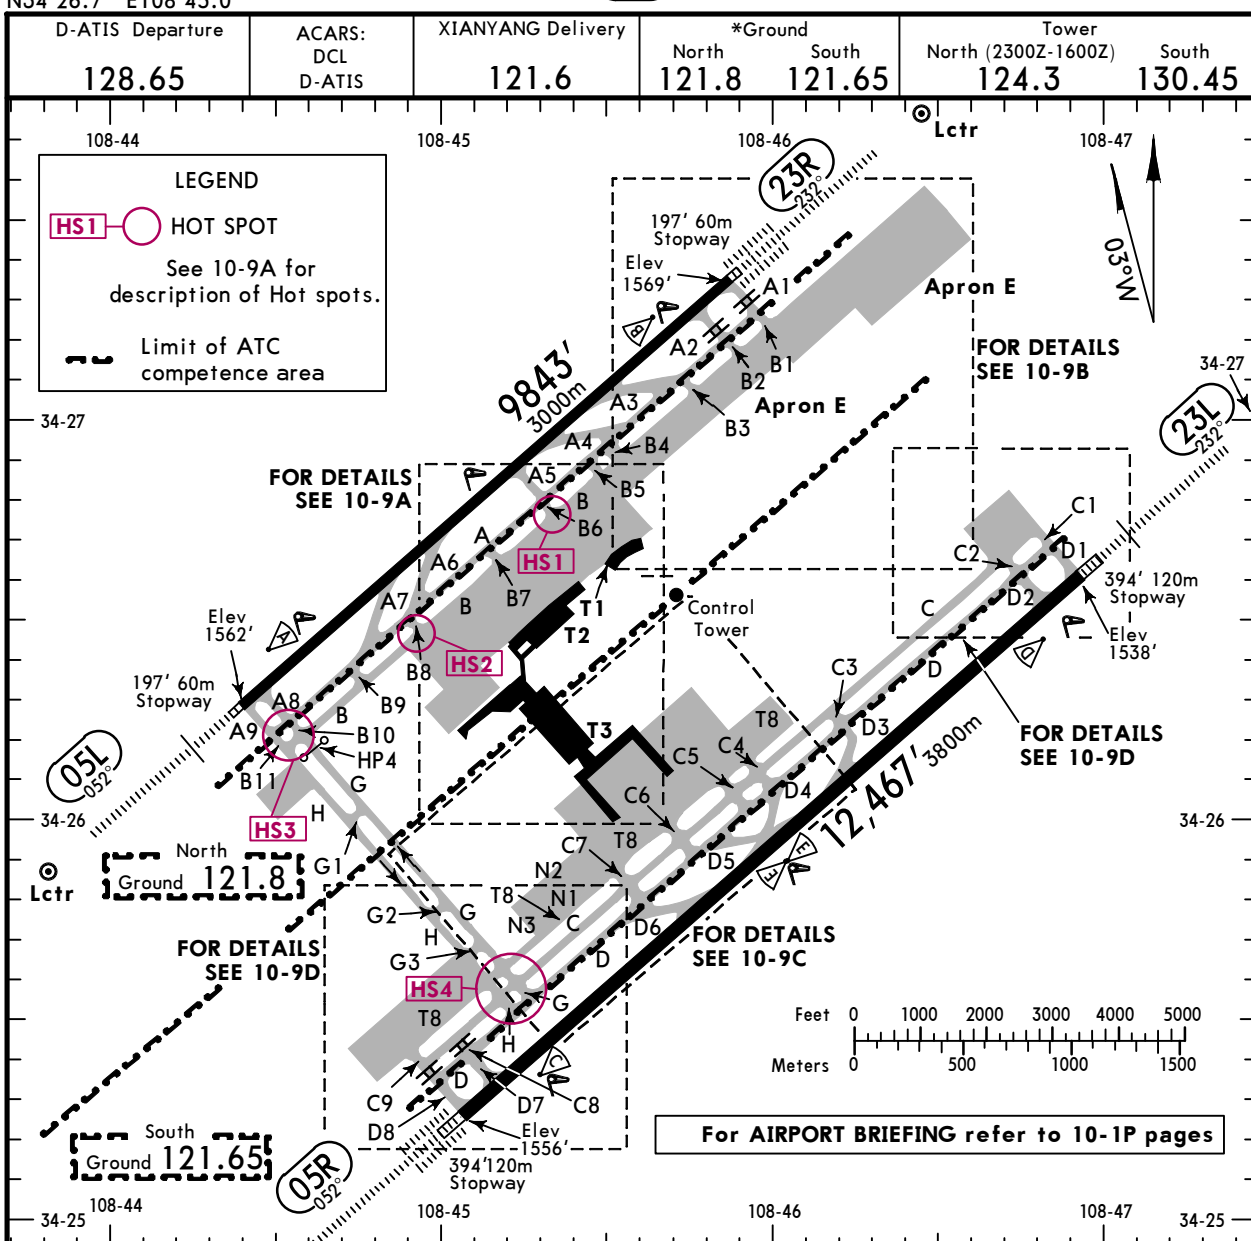 D-ATIS Departure
128.65
ACARS:
DCL
D-ATIS
XIANYANG Delivery
121.6
*Ground
North South
121.8 121.65
Tower
North (2300Z-1600Z) South
124.3 130.45
108-44 108-45 108-46 108-47
Lctr
LEGEND
HS1 HOT SPOT
See 10-9A for
description of Hot spots.
Limit of ATC
competence area
23R
232°
03°W
197' 60m
Stopway
Elev
1569'
A1
Apron E
B
A2
B1
B2
FOR DETAILS
SEE 10-9B
34-27
9843'
3000m
A3
B3
Apron E
23L
232°
34-27
A4
B4
FOR DETAILS
SEE 10-9A
A5
B5
B
B6
HS1
A
A6
B7
B
C1
C2
D1
394' 120m
Stopway
D2
Elev
1538'
D
A7
T1
T2
Control
Tower
C
D
Elev
1562'
A
B8
HS2
B9
197' 60m
Stopway
A8
A9
B
B10
HP4
B11
G
H
HS3
05L
052°
T3
C3
T8
D3
C4
C5
D4
12,467'
3800m
FOR DETAILS
SEE 10-9D
34-26
34-26
C6
T8
D5
C7
E
F
North
Ground 121.8
Lctr
G1
G2
G
H
G3
N2
N1
T8
N3
C
D6
D
FOR DETAILS
SEE 10-9D
FOR DETAILS
SEE 10-9C
HS4
G
T8
H
C
D
C9
D8
D7
C8
Elev
1556'
394' 120m
Stopway
05R
052°
South
Ground 121.65
Feet 0 1000 2000 3000 4000 5000
Meters 0 500 1000 1500
For AIRPORT BRIEFING refer to 10-1P pages
34-25
108-44 108-45 108-46 108-47
34-25